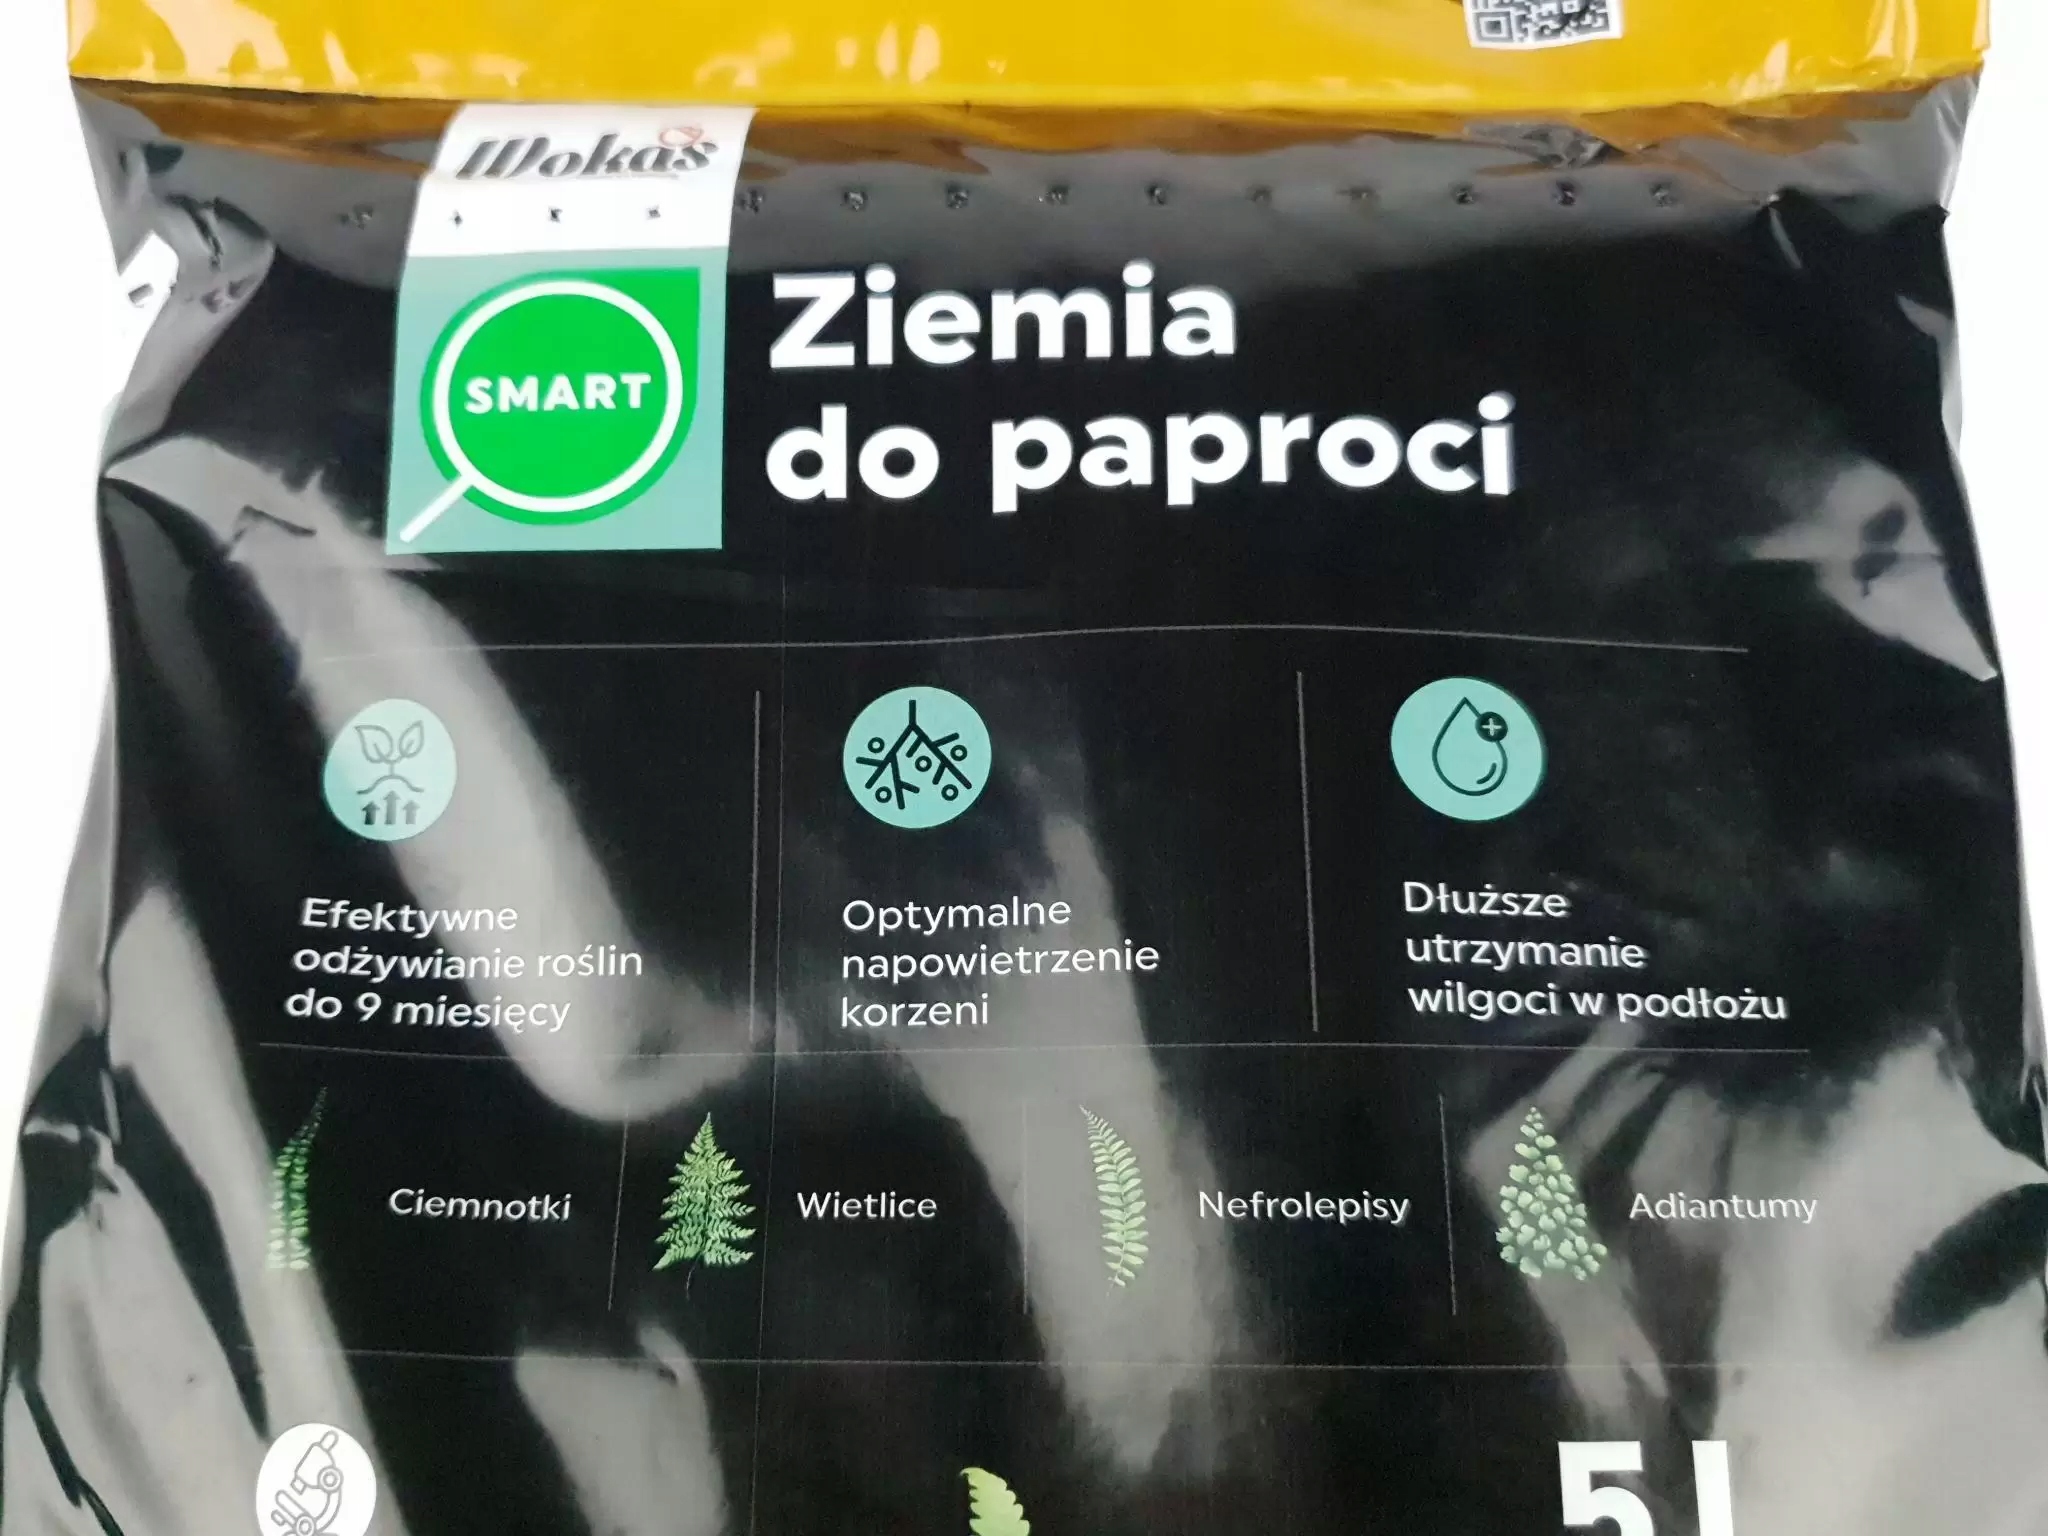 Wokas
SMART
Ziemia
do paproci
Efektywne
odżywianie roślin
do 9 miesięcy
Optymalne
napowietrzenie
korzeni
Dłuższe
utrzymanie
wilgoci w podłożu
Ciemnotki
Wietlice
Nefrolepisy
Adiantumy
5 l